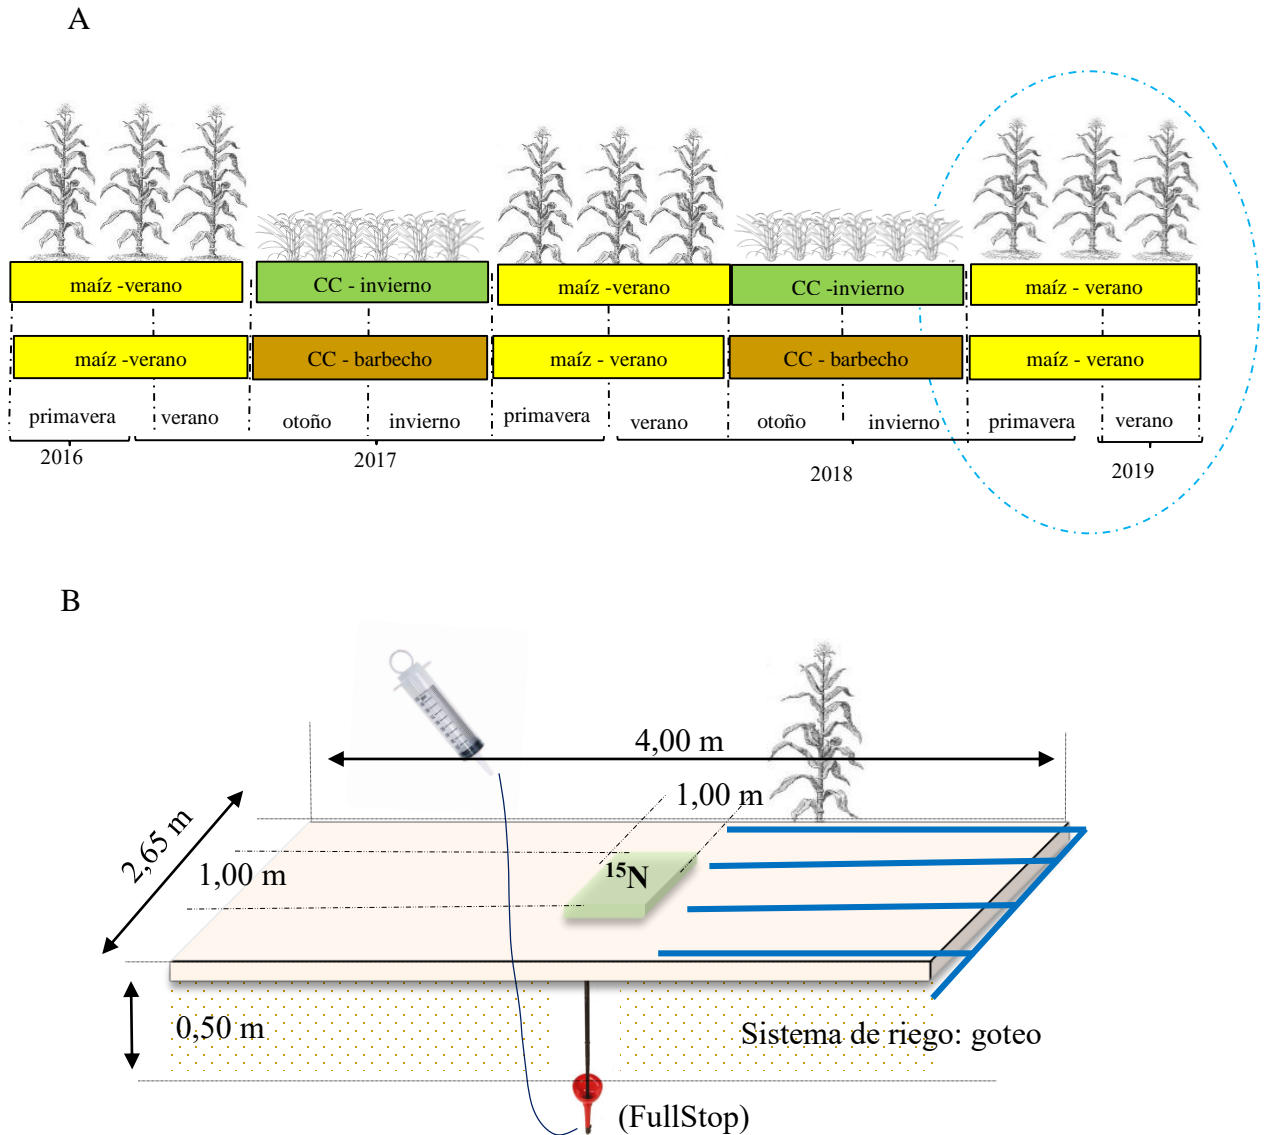 A
maíz -verano
CC - invierno
maíz -verano
CC -invierno
maíz - verano
maíz -verano
CC - barbecho
maíz - verano
CC - barbecho
maíz - verano
primavera
verano
otoño
invierno
primavera
verano
otoño
invierno
primavera
verano
2016
2017
2018
2019
B
4,00 m
1,00 m
2,65 m
1,00 m
¹⁵N
0,50 m
Sistema de riego: goteo
(FullStop)